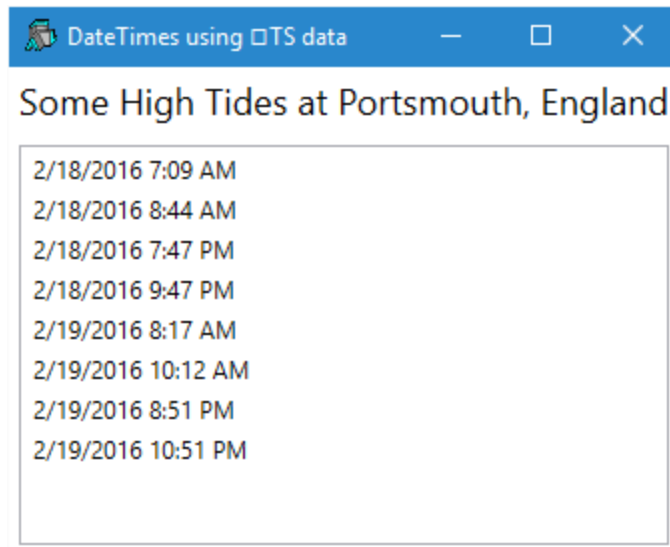 DateTimes using ⎕TS data
Some High Tides at Portsmouth, England
2/18/2016 7:09 AM
2/18/2016 8:44 AM
2/18/2016 7:47 PM
2/18/2016 9:47 PM
2/19/2016 8:17 AM
2/19/2016 10:12 AM
2/19/2016 8:51 PM
2/19/2016 10:51 PM